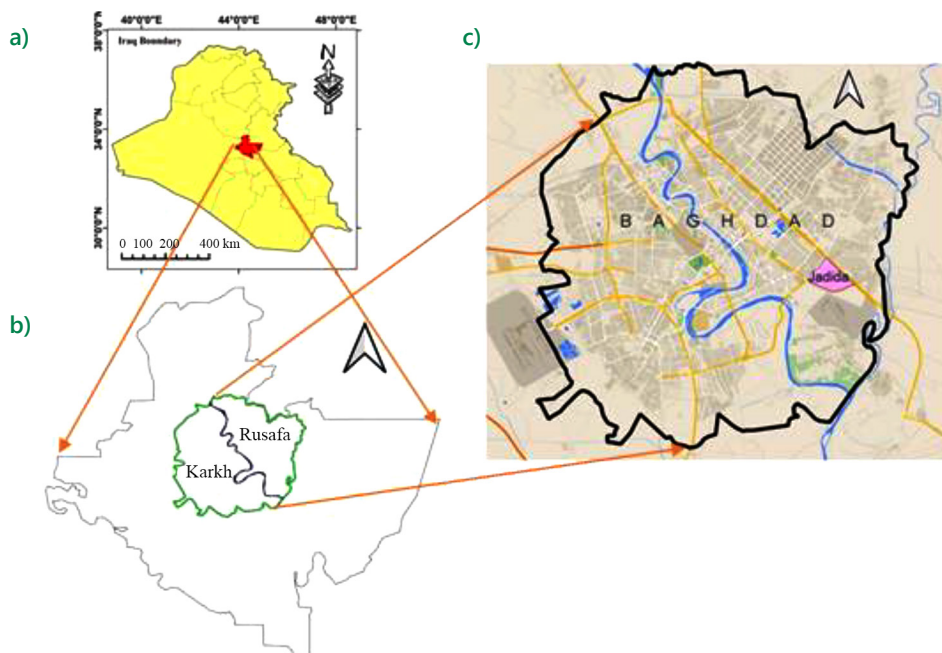 a)
40°0'0"E 44°0'0"E 48°0'0"E
38°0'0"N
34°0'0"N
30°0'0"N
Iraq Boundary
N
0 100 200 400 km
b)
Rusafa
Karkh
c)
B A G H D A D
Jadida